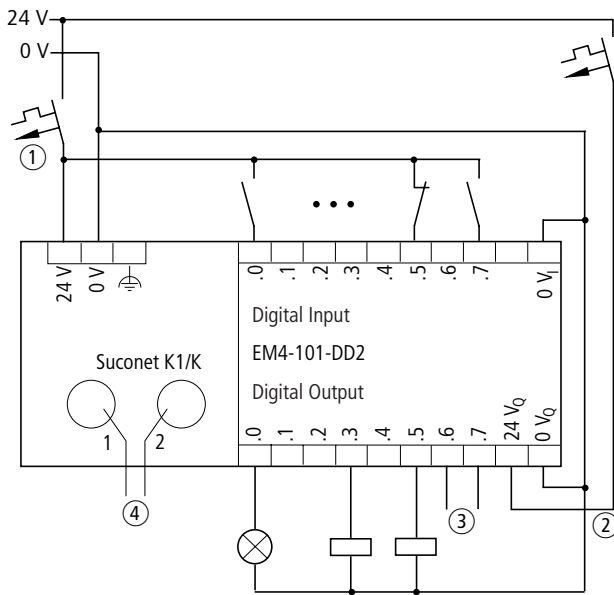 24 V
0 V
1
24 V
0 V
.0
.1
.2
.3
.4
.5
.6
.7
0 VI
Digital Input
EM4-101-DD2
Digital Output
Suconet K1/K
1
2
.0
.1
.2
.3
.4
.5
.6
.7
24 VQ
0 VQ
4
3
2